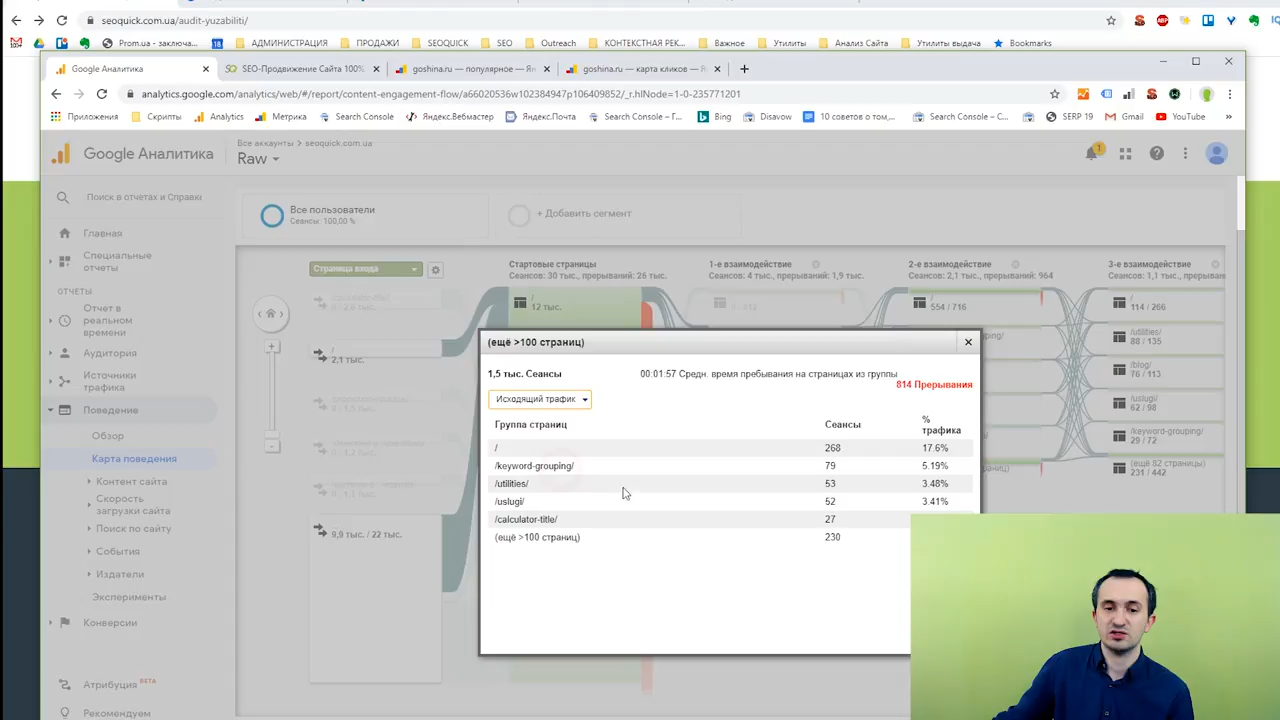 seoquick.com.ua/audit-yuzabiliti/
Prom.ua - заключа...
АДМИНИСТРАЦИЯ
ПРОДАЖИ
SEOQUICK
SEO
Outreach
КОНТЕКСТНАЯ РЕК...
Важное
Утилиты
Анализ Сайта
Утилиты выдача
Bookmarks
Google Аналитика
SEO-Продвижение Сайта 100%
goshina.ru — популярное — Ян
goshina.ru — карта кликов — Я
analytics.google.com/analytics/web/#/report/content-engagement-flow/a66020536w102384947p106409852/_r.hlNode=1-0-235771201
Приложения
Скрипты
Analytics
Метрика
Search Console
Яндекс.Вебмастер
Яндекс.Почта
Search Console – Г...
Bing
Disavow
10 советов о том,...
Search Console – С...
SERP 19
Gmail
YouTube
Google Аналитика
Все аккаунты > seoquick.com.ua
Raw
1
Поиск в отчетах и Справке
Все пользователи
Сеансы: 100,00 %
+ Добавить сегмент
Главная
Специальные
отчеты
ОТЧЕТЫ
Отчет в
реальном
времени
Аудитория
Источники
трафика
Поведение
Обзор
Карта поведения
Контент сайта
Скорость
загрузки сайта
Поиск по сайту
События
Издатели
Эксперименты
Конверсии
Атрибуция BETA
Рекомендуем
Страница входа
Стартовые страницы
Сеансов: 30 тыс., прерываний: 26 тыс.
1-е взаимодействие
Сеансов: 4 тыс., прерываний: 1,9 тыс.
2-е взаимодействие
Сеансов: 2,1 тыс., прерываний: 964
3-е взаимодействие
Сеансов: 1,1 тыс., прерывания
/
12 тыс.
/
554 / 716
/
114 / 266
/utilities/
88 / 135
/blog/
76 / 113
/uslugi/
62 / 98
/keyword-grouping/
29 / 72
(ещё 82 страницы)
231 / 442
/
2,1 тыс.
9,9 тыс. / 22 тыс.
(ещё >100 страниц)
1,5 тыс. Сеансы
00:01:57 Средн. время пребывания на страницах из группы
814 Прерывания
Исходящий трафик
Группа страниц
Сеансы
%
трафика
/
268
17.6%
/keyword-grouping/
79
5.19%
/utilities/
53
3.48%
/uslugi/
52
3.41%
/calculator-title/
27
(ещё >100 страниц)
230